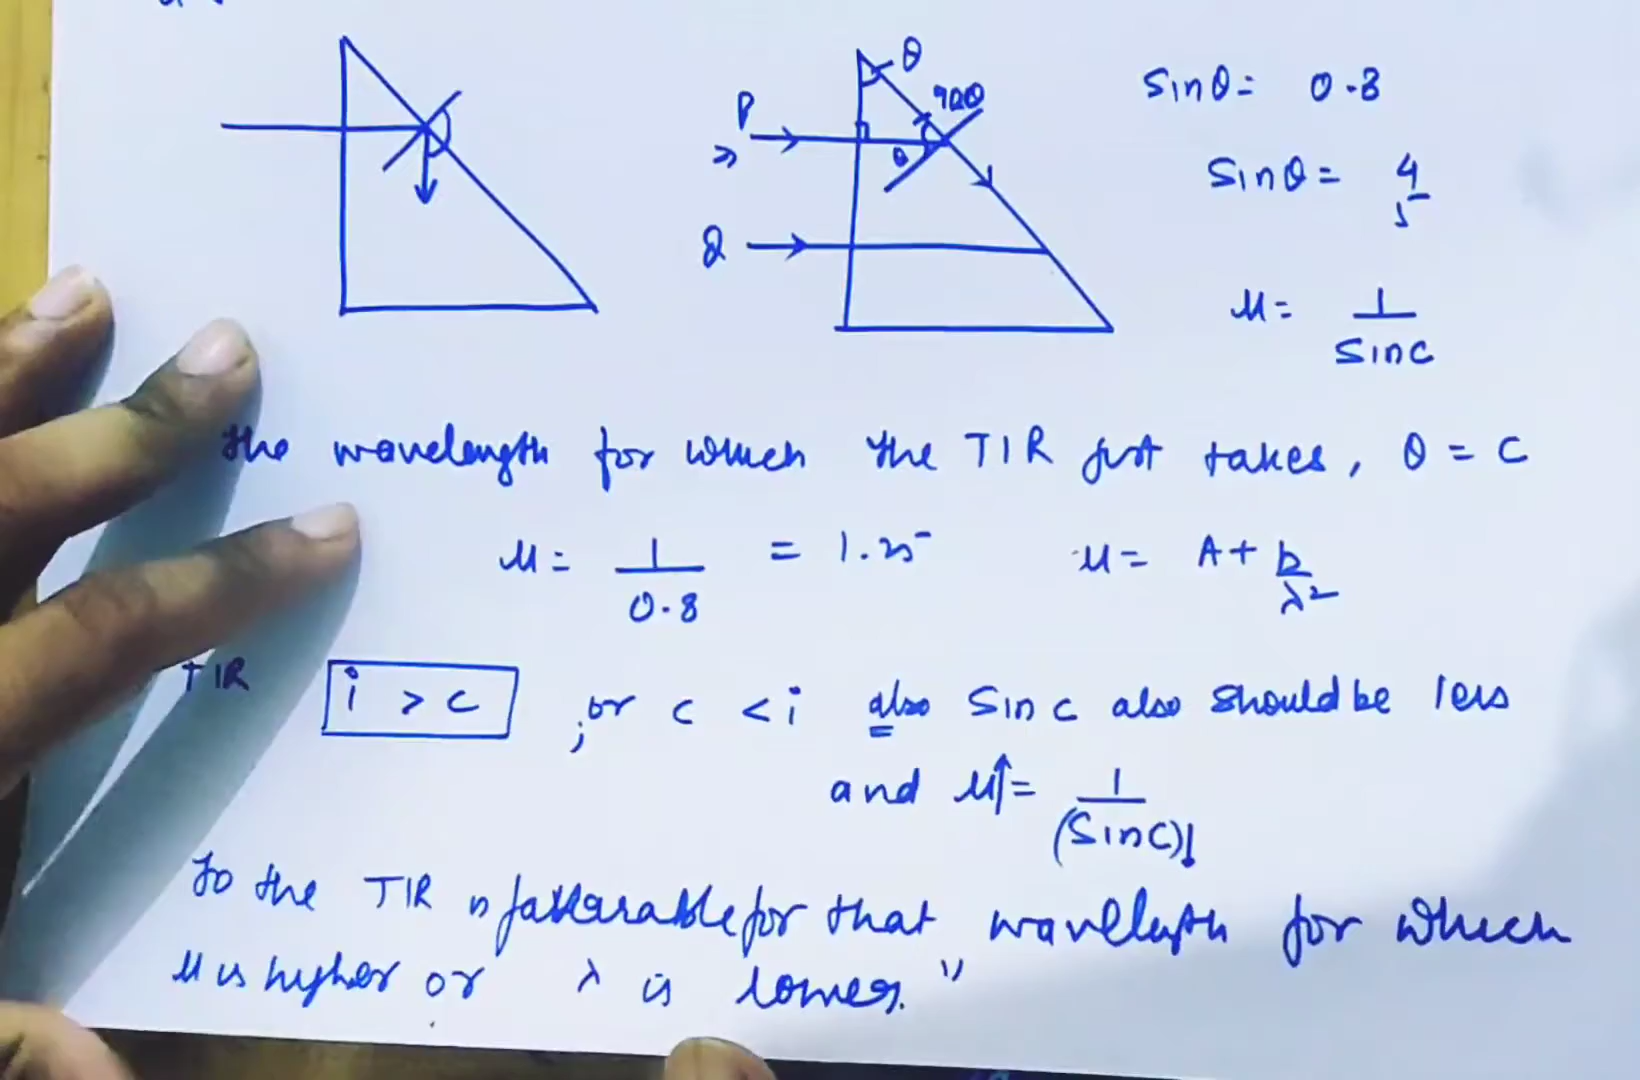 θ
90θ
P
θ
Q
Sinθ = 0.8
Sinθ = 4/5
μ = 1/Sinc
the wavelength for which the TIR just takes, θ = C
μ = 1/0.8 = 1.25 μ = A + b/λ²
TIR i > c , or c < i also Sin c also should be less
and μ↑ = 1/(Sinc)↓
So the TIR is for that wavelength for which
μ is higher or λ is lower."